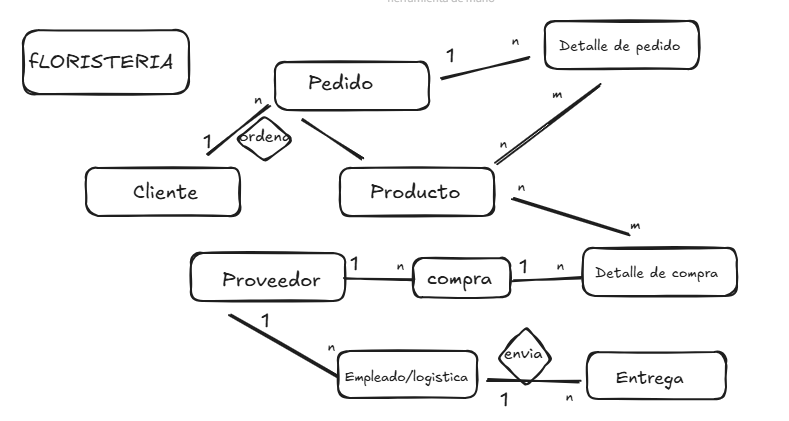 herramienta de mano
fLORISTERIA
Pedido
1
n
Detalle de pedido
n
1
ordena
m
n
Cliente
Producto
n
m
Proveedor
1
n
compra
1
n
Detalle de compra
1
n
Empleado/logistica
envia
1
n
Entrega